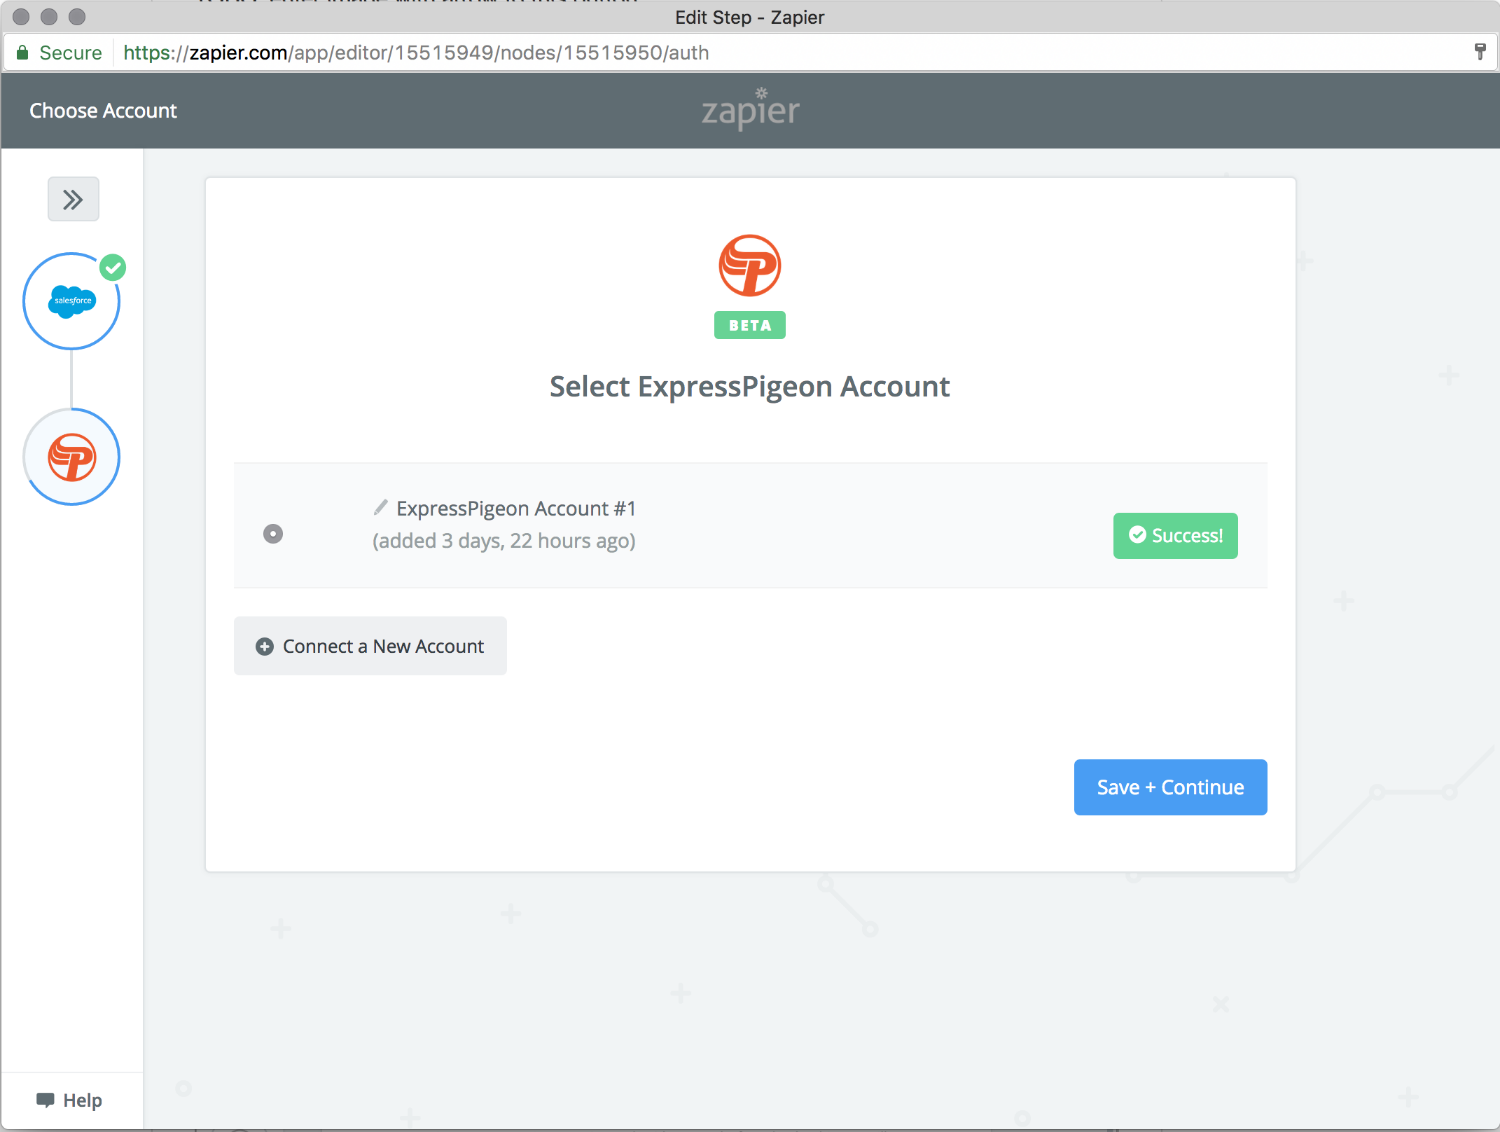 Edit Step - Zapier
Secure
https://zapier.com/app/editor/15515949/nodes/15515950/auth
Choose Account
zapier
salesforce
BETA
Select ExpressPigeon Account
ExpressPigeon Account #1
(added 3 days, 22 hours ago)
Success!
Connect a New Account
Save + Continue
Help